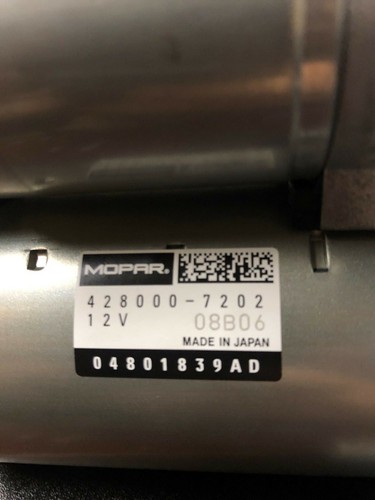 MOPAR®
428000-7202
12V 08B06
MADE IN JAPAN
04801839AD